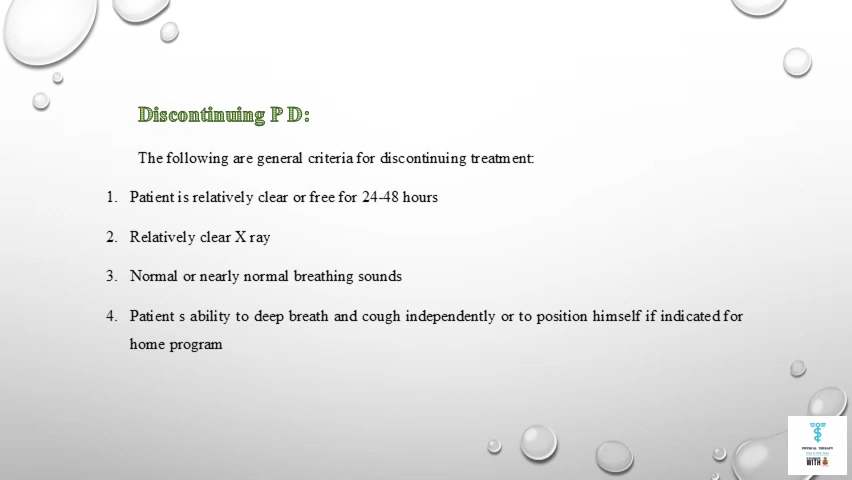 Discontinuing P D:
The following are general criteria for discontinuing treatment:
1. Patient is relatively clear or free for 24-48 hours
2. Relatively clear X ray
3. Normal or nearly normal breathing sounds
4. Patient s ability to deep breath and cough independently or to position himself if indicated for
home program
PHYSICAL THERAPY
WITH